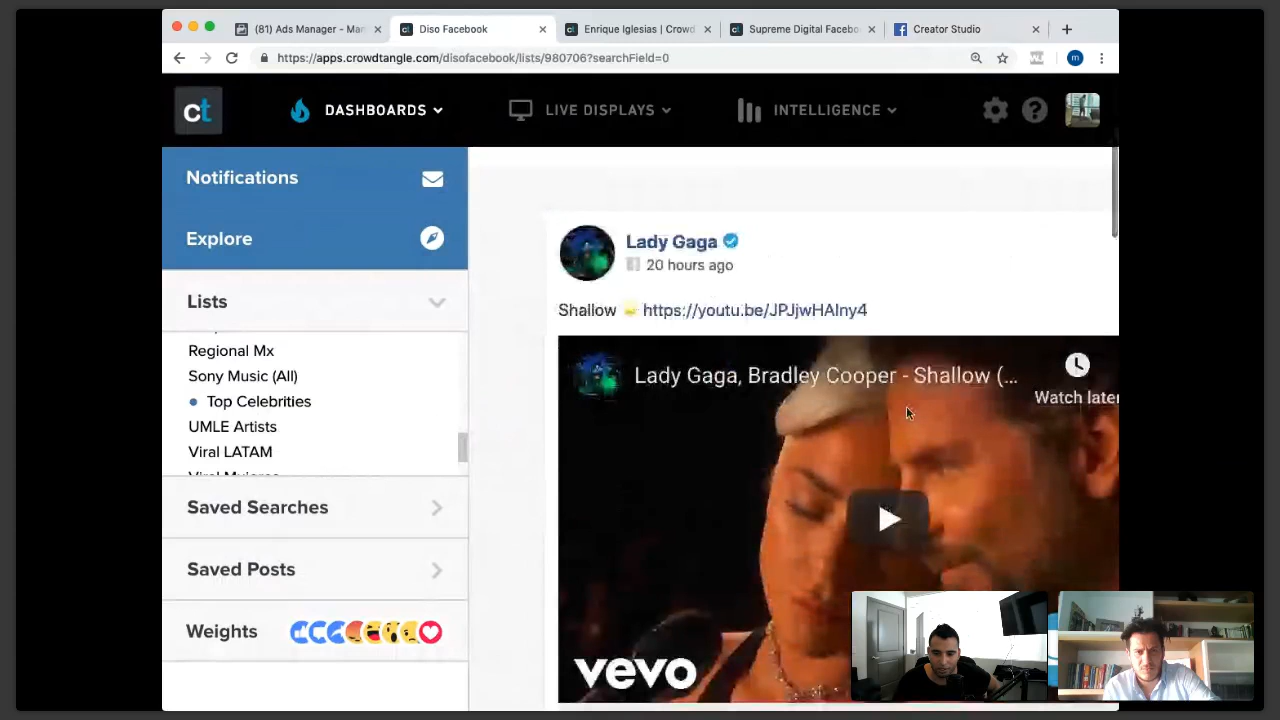 (81) Ads Manager - Man
Diso Facebook
Enrique Iglesias | Crowd
Supreme Digital Facebo
Creator Studio
https://apps.crowdtangle.com/disofacebook/lists/980706?searchField=0
m
ct
DASHBOARDS
LIVE DISPLAYS
INTELLIGENCE
Notifications
Explore
Lists
Regional Mx
Sony Music (All)
Top Celebrities
UMLE Artists
Viral LATAM
Viral Mujeres
Saved Searches
Saved Posts
Weights
Lady Gaga
20 hours ago
Shallow https://youtu.be/JPJjwHAIny4
Lady Gaga, Bradley Cooper - Shallow (...
Watch later
vevo